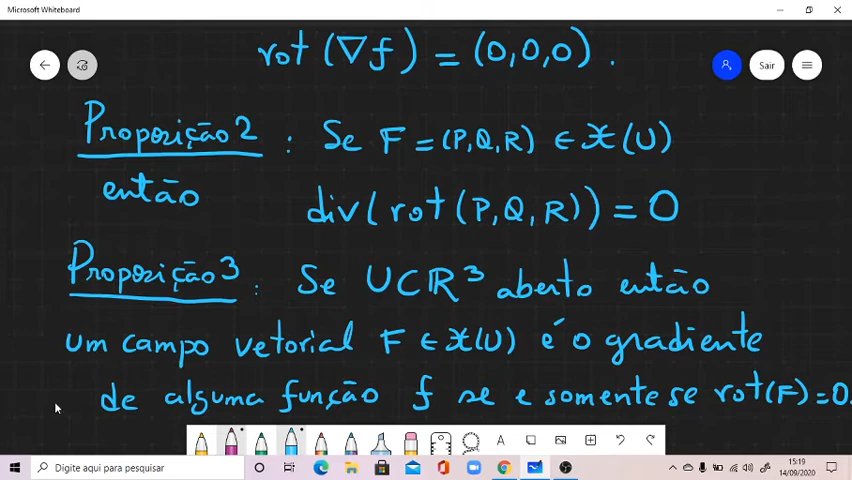 Microsoft Whiteboard
rot (∇f) = (0,0,0).
Sair
Proposição 2 : Se F = (P,Q,R) ∈ 𝔛(U)
então div(rot(P,Q,R)) = 0
Proposição 3 : Se U⊂ℝ³ aberto então
um campo vetorial F ∈ 𝔛(U) é o gradiente
de alguma função f se e somente se rot(F)=0.
A
Digite aqui para pesquisar
15:19
14/09/2020